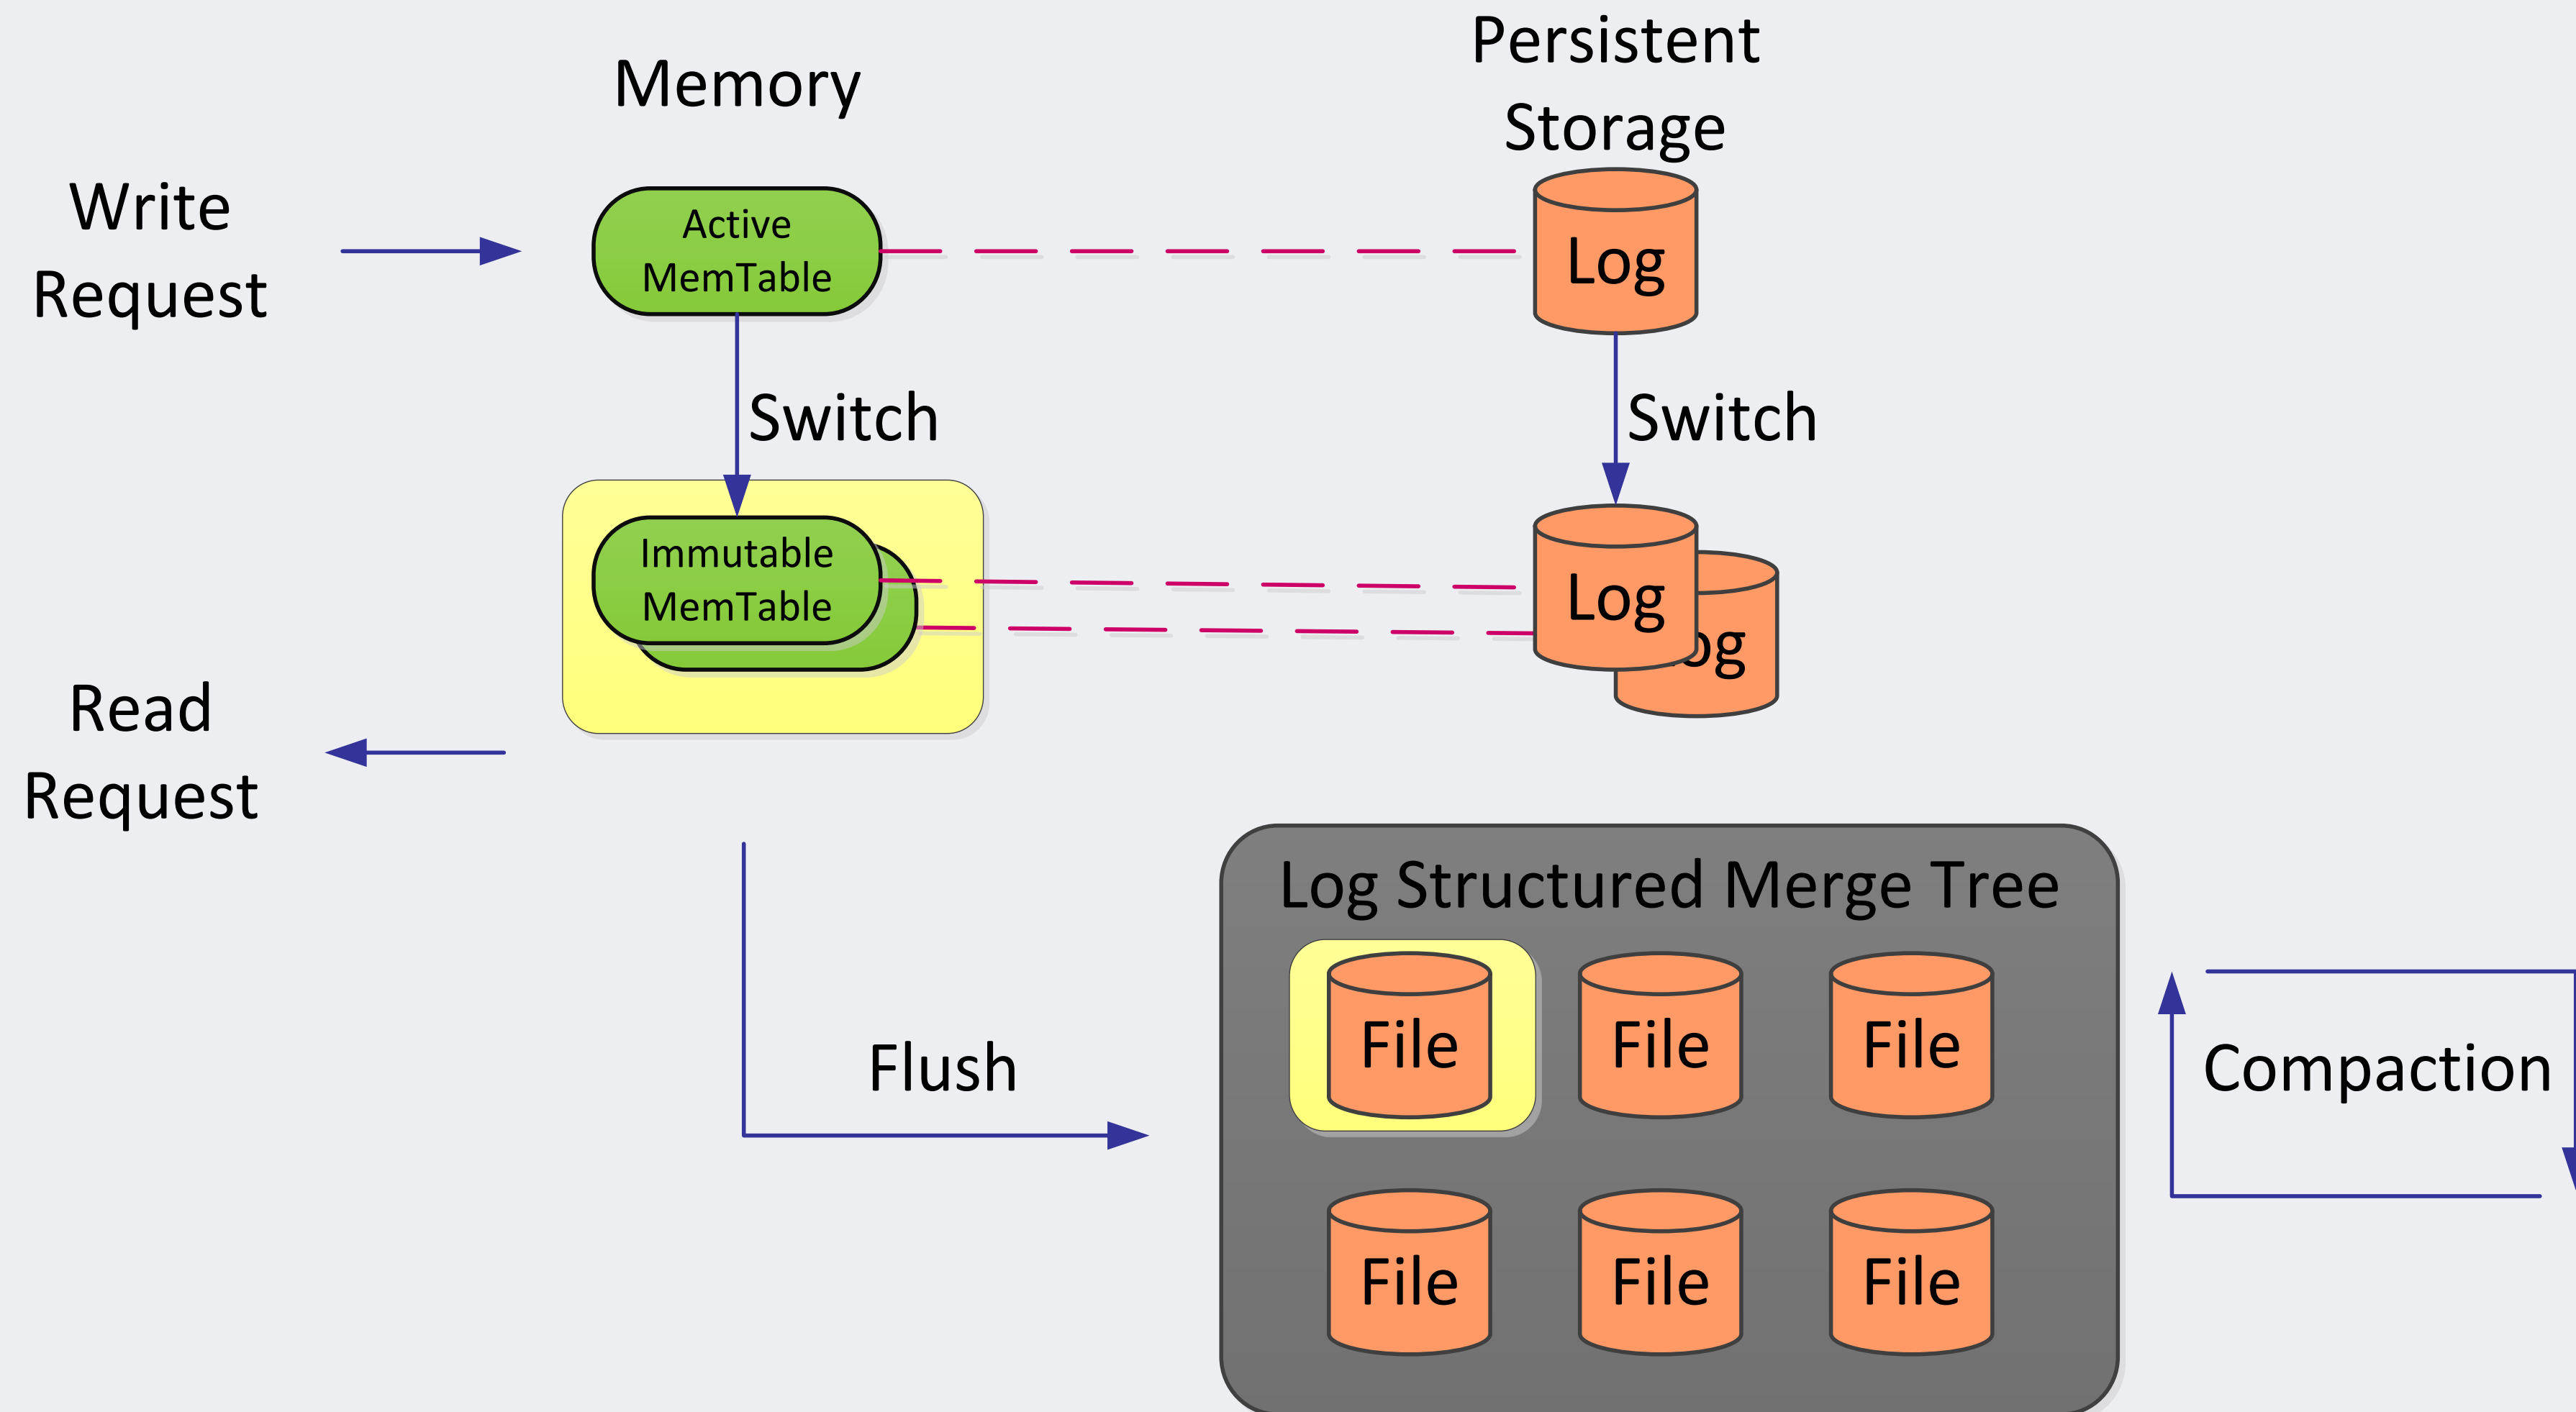 Memory
Persistent
Storage
Write
Request
Active
MemTable
Log
Switch
Switch
Immutable
MemTable
Log
Read
Request
Log Structured Merge Tree
File
File
File
Flush
Compaction
File
File
File